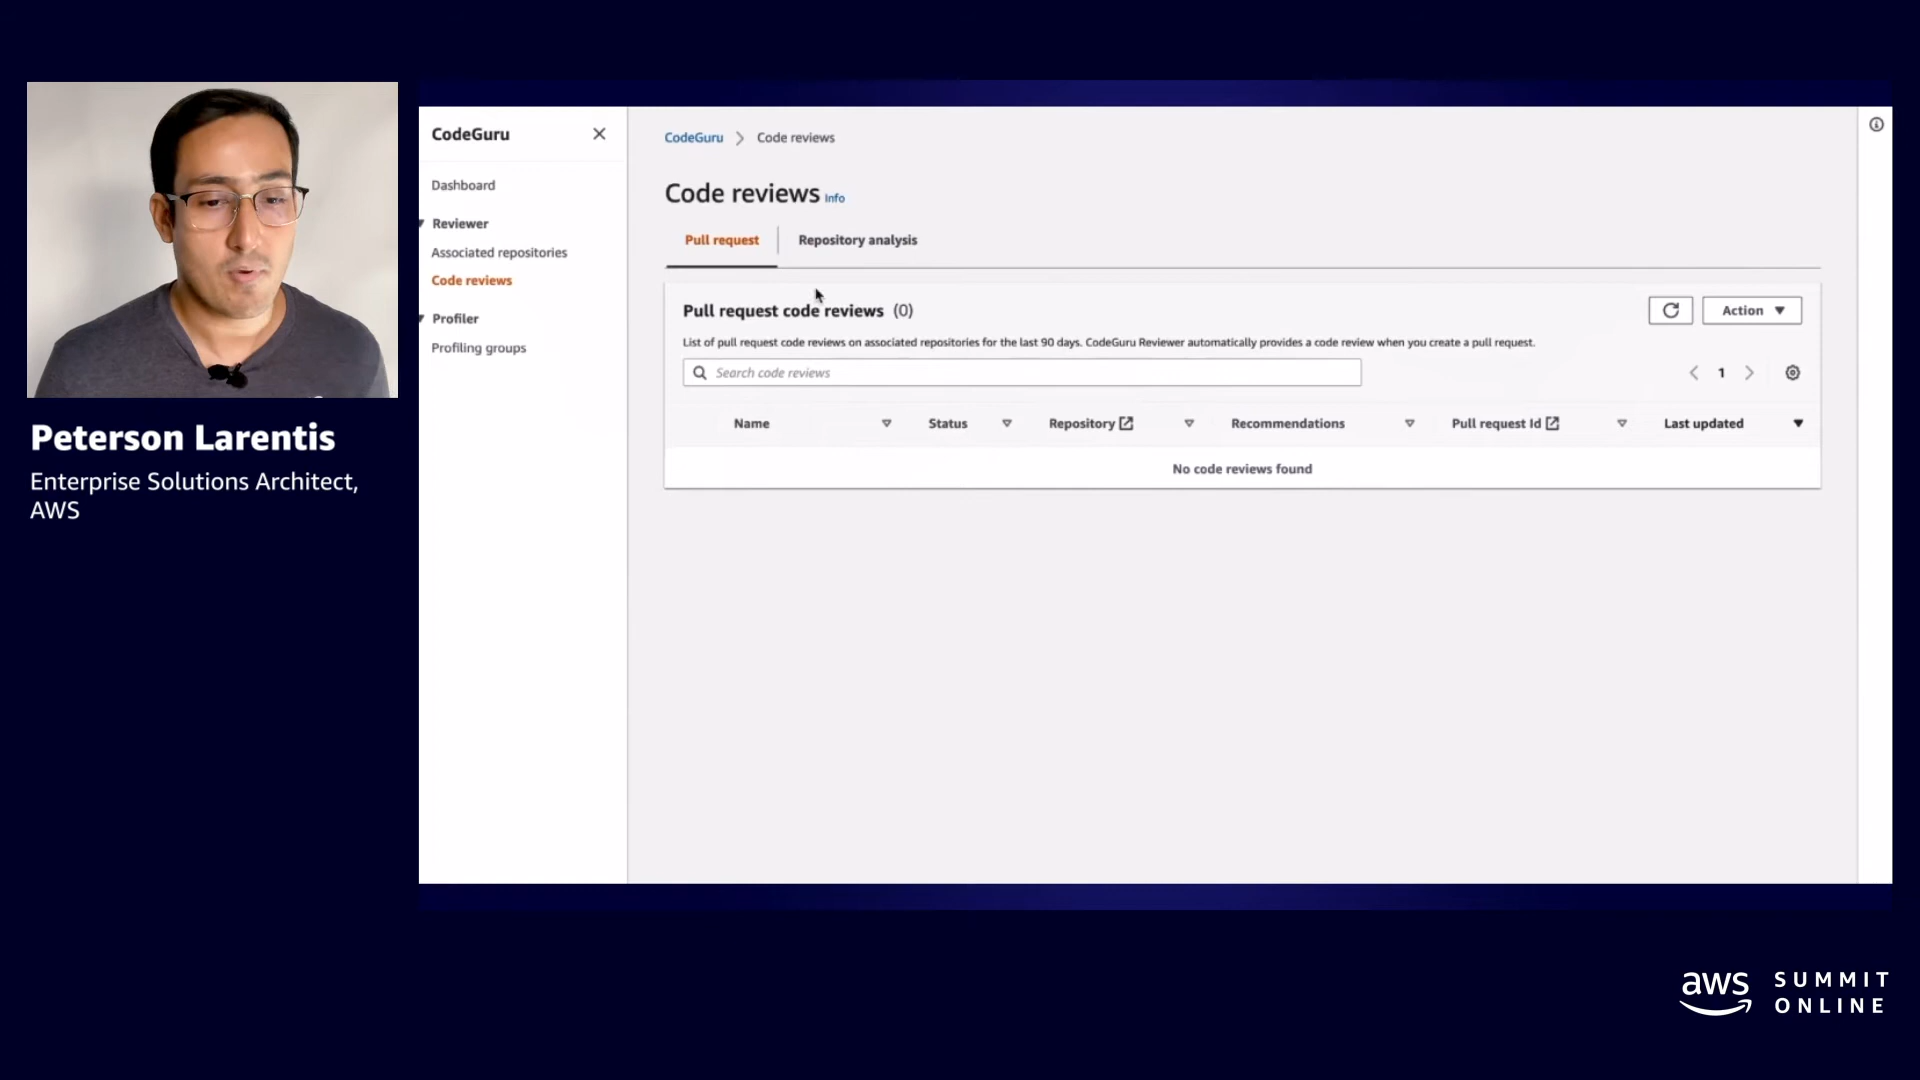 Peterson Larentis
Enterprise Solutions Architect,
AWS
CodeGuru
Dashboard
Reviewer
Associated repositories
Code reviews
Profiler
Profiling groups
CodeGuru > Code reviews
Code reviews Info
Pull request
Repository analysis
Pull request code reviews (0)
Action
List of pull request code reviews on associated repositories for the last 90 days. CodeGuru Reviewer automatically provides a code review when you create a pull request.
Search code reviews
1
Name Status Repository Recommendations Pull request Id Last updated
No code reviews found
aws SUMMIT
ONLINE